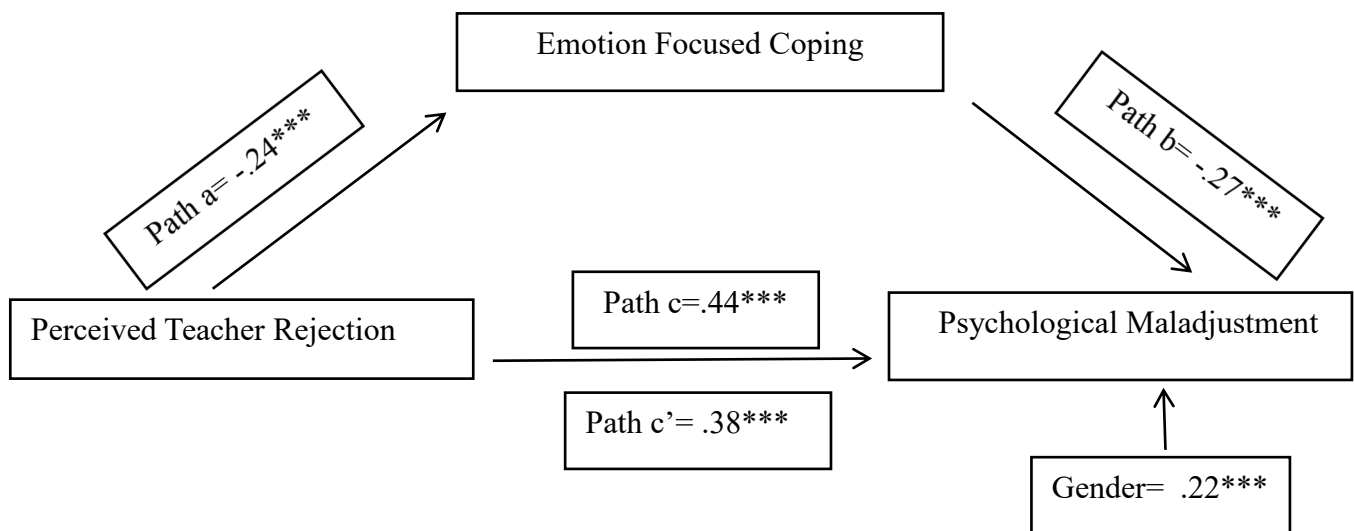 Emotion Focused Coping
Path a= -.24***
Path b= -.27***
Path c=.44***
Perceived Teacher Rejection
Psychological Maladjustment
Path c’= .38***
Gender=  .22***